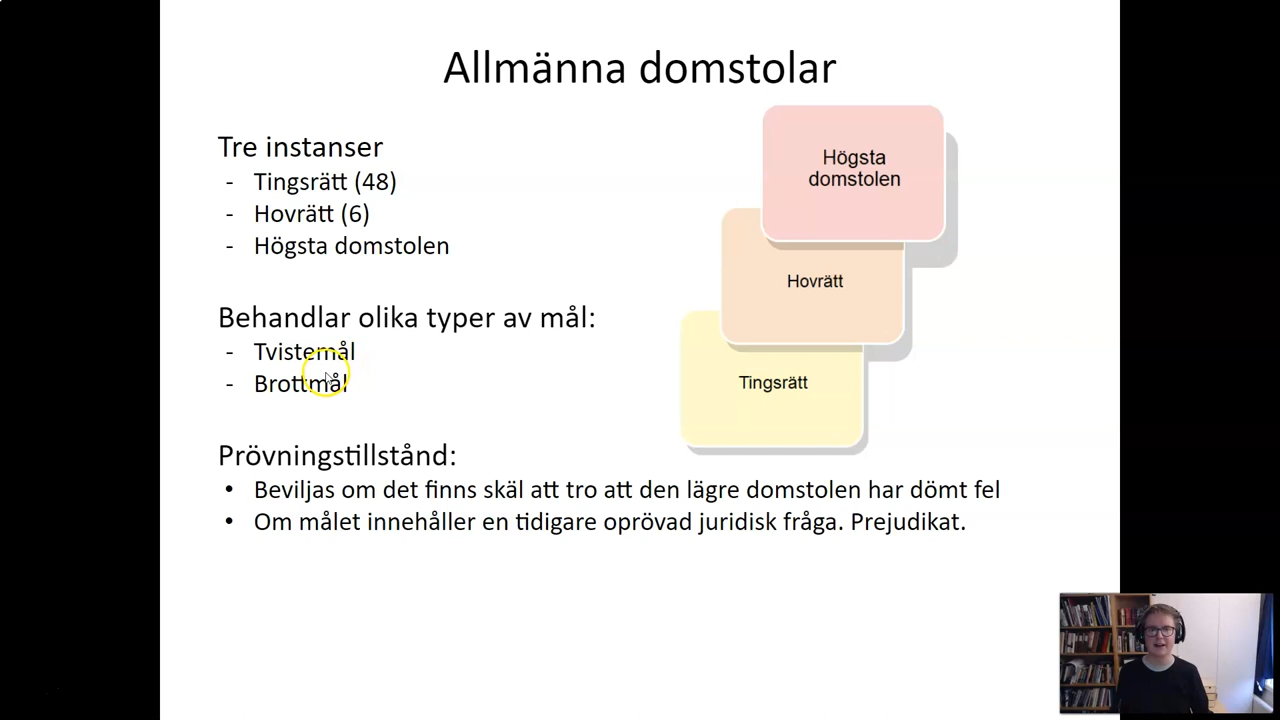 Allmänna domstolar
Tre instanser
- Tingsrätt (48)
- Hovrätt (6)
- Högsta domstolen
Behandlar olika typer av mål:
- Tvistemål
- Brottmål
Prövningstillstånd:
• Beviljas om det finns skäl att tro att den lägre domstolen har dömt fel
• Om målet innehåller en tidigare oprövad juridisk fråga. Prejudikat.
Högsta
domstolen
Hovrätt
Tingsrätt